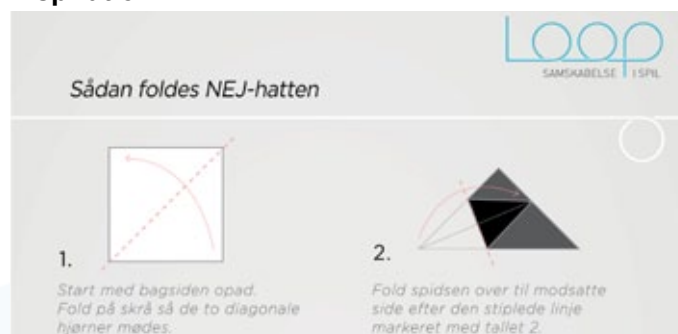 Loop
SAMSKABELSE I SPIL
Sådan foldes NEJ-hatten
1.
Start med bagsiden opad.
Fold på skrå så de to diagonale
hjørner mødes.
2.
Fold spidsen over til modsatte
side efter den stiplede linje
markeret med tallet 2.